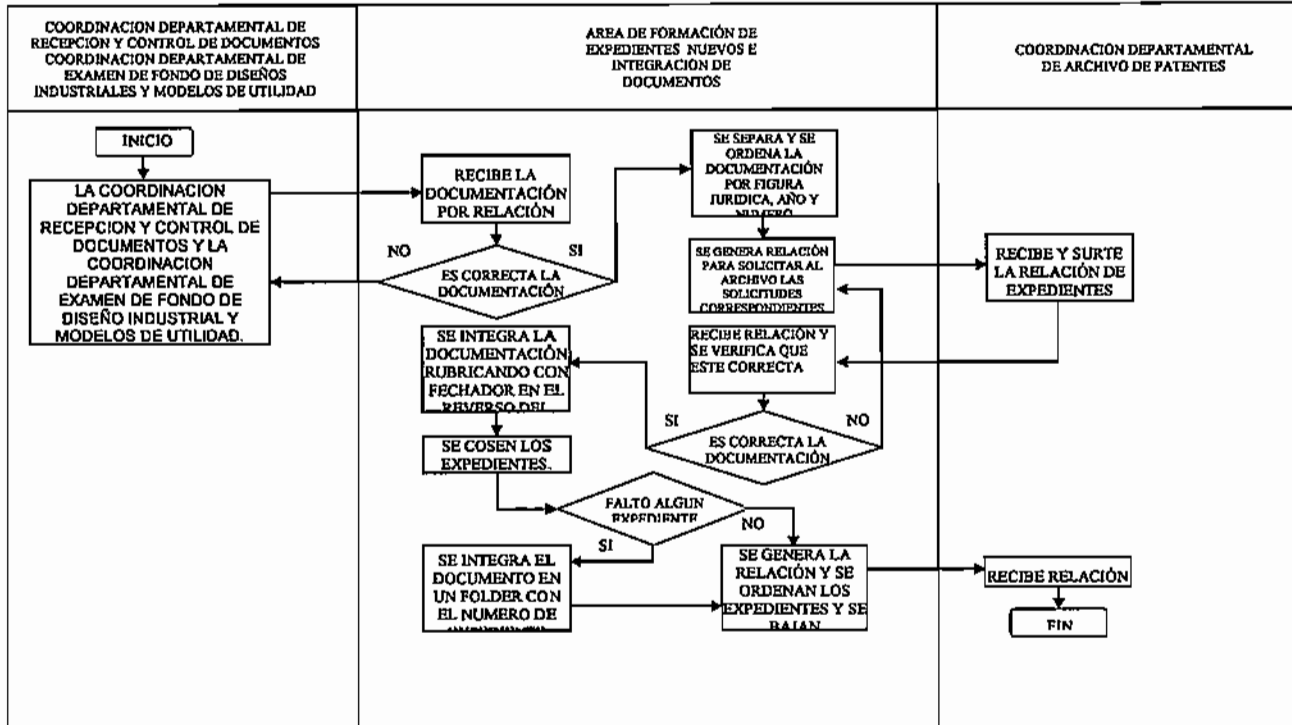 COORDINACION DEPARTAMENTAL DE
RECEPCION Y CONTROL DE DOCUMENTOS
COORDINACION DEPARTAMENTAL DE
EXAMEN DE FONDO DE DISEÑOS
INDUSTRIALES Y MODELOS DE UTILIDAD
AREA DE FORMACIÓN DE
EXPEDIENTES NUEVOS E
INTEGRACIÓN DE
DOCUMENTOS
COORDINACION DEPARTAMENTAL
DE ARCHIVO DE PATENTES
INICIO
LA COORDINACION
DEPARTAMENTAL DE
RECEPCION Y CONTROL DE
DOCUMENTOS Y LA
COORDINACION
DEPARTAMENTAL DE
EXAMEN DE FONDO DE
DISEÑO INDUSTRIAL Y
MODELOS DE UTILIDAD.
RECIBE LA
DOCUMENTACIÓN
POR RELACIÓN
NO
SI
ES CORRECTA LA
DOCUMENTACIÓN
SE SEPARA Y SE
ORDENA LA
DOCUMENTACIÓN
POR FIGURA
JURIDICA, AÑO Y
NUMERO
SE GENERA RELACIÓN
PARA SOLICITAR AL
ARCHIVO LAS
SOLICITUDES
CORRESPONDIENTES
RECIBE Y SURTE
LA RELACIÓN DE
EXPEDIENTES
RECIBE RELACIÓN Y
SE VERIFICA QUE
ESTE CORRECTA
SI
NO
ES CORRECTA LA
DOCUMENTACIÓN
SE INTEGRA LA
DOCUMENTACIÓN
RUBRICANDO CON
FECHADOR EN EL
REVERSO DEL
SE COSEN LOS
EXPEDIENTES.
FALTO ALGUN
EXPEDIENTE
NO
SI
SE INTEGRA EL
DOCUMENTO EN
UN FOLDER CON
EL NUMERO DE
SE GENERA LA
RELACIÓN Y SE
ORDENAN LOS
EXPEDIENTES Y SE
BAJAN
RECIBE RELACIÓN
FIN